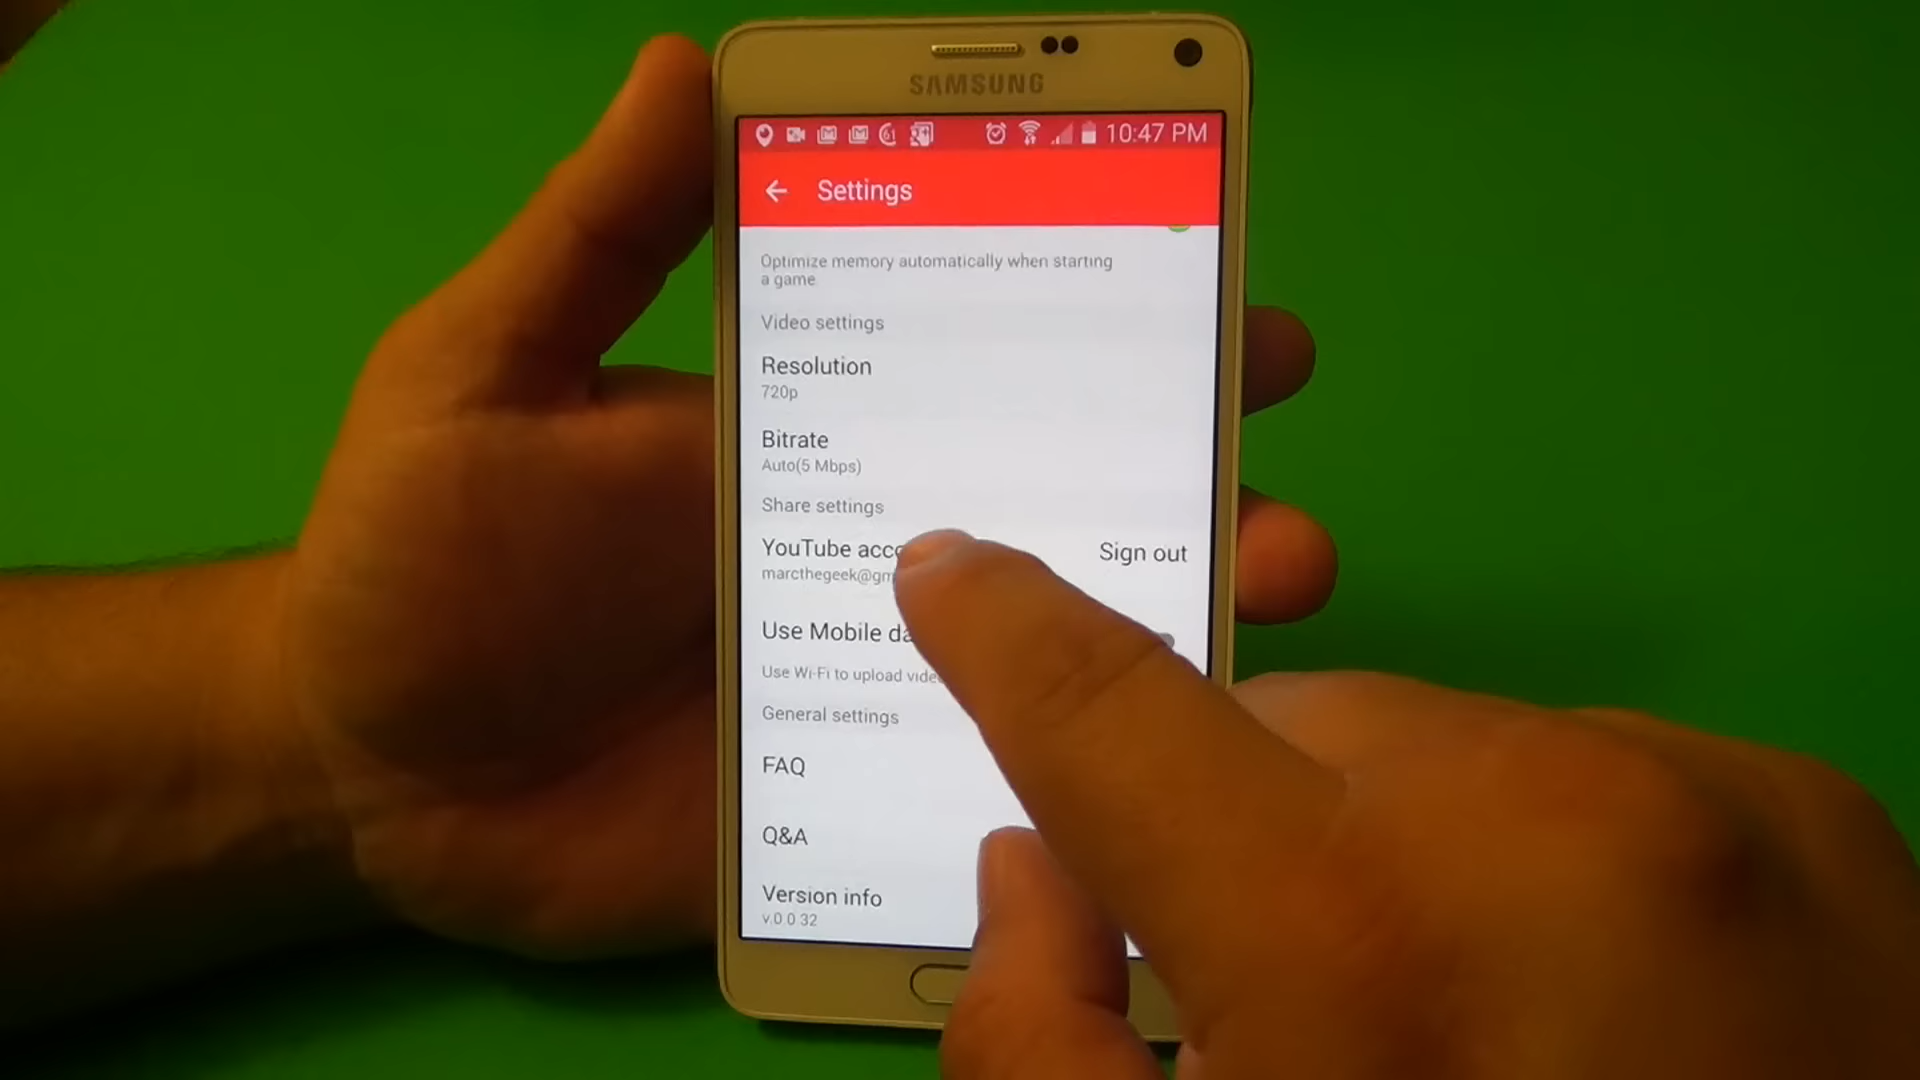 SAMSUNG
61
10:47 PM
Settings
Optimize memory automatically when starting
a game
Video settings
Resolution
720p
Bitrate
Auto(5 Mbps)
Share settings
YouTube acc
Sign out
marcthegeek@gm
Use Mobile da
Use Wi-Fi to upload vide
General settings
FAQ
Q&A
Version info
v.0 0 32